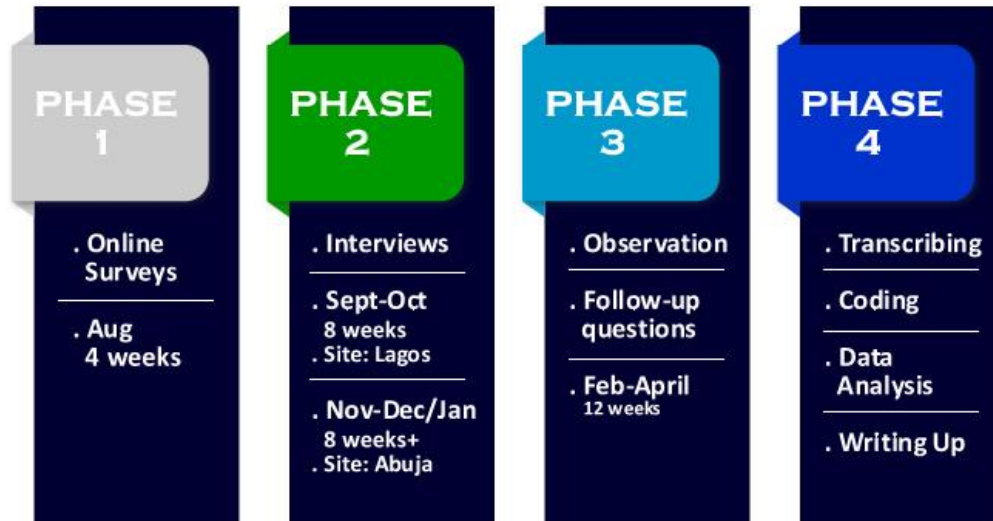 PHASE
1
. Online
Surveys
. Aug
4 weeks
PHASE
2
. Interviews
. Sept-Oct
8 weeks
. Site: Lagos
. Nov-Dec/Jan
8 weeks+
. Site: Abuja
PHASE
3
. Observation
. Follow-up
questions
. Feb-April
12 weeks
PHASE
4
. Transcribing
. Coding
. Data
Analysis
. Writing Up